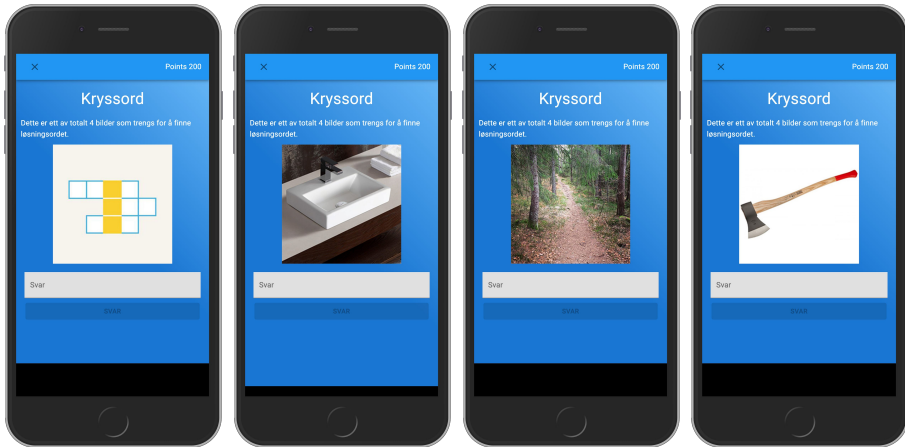 Points 200
Kryssord
Dette er ett av totalt 4 bilder som trengs for å finne
løsningsordet.
Svar
SVAR
Points 200
Kryssord
Dette er ett av totalt 4 bilder som trengs for å finne
løsningsordet.
Svar
SVAR
Points 200
Kryssord
Dette er ett av totalt 4 bilder som trengs for å finne
løsningsordet.
Svar
SVAR
Points 200
Kryssord
Dette er ett av totalt 4 bilder som trengs for å finne
løsningsordet.
Svar
SVAR